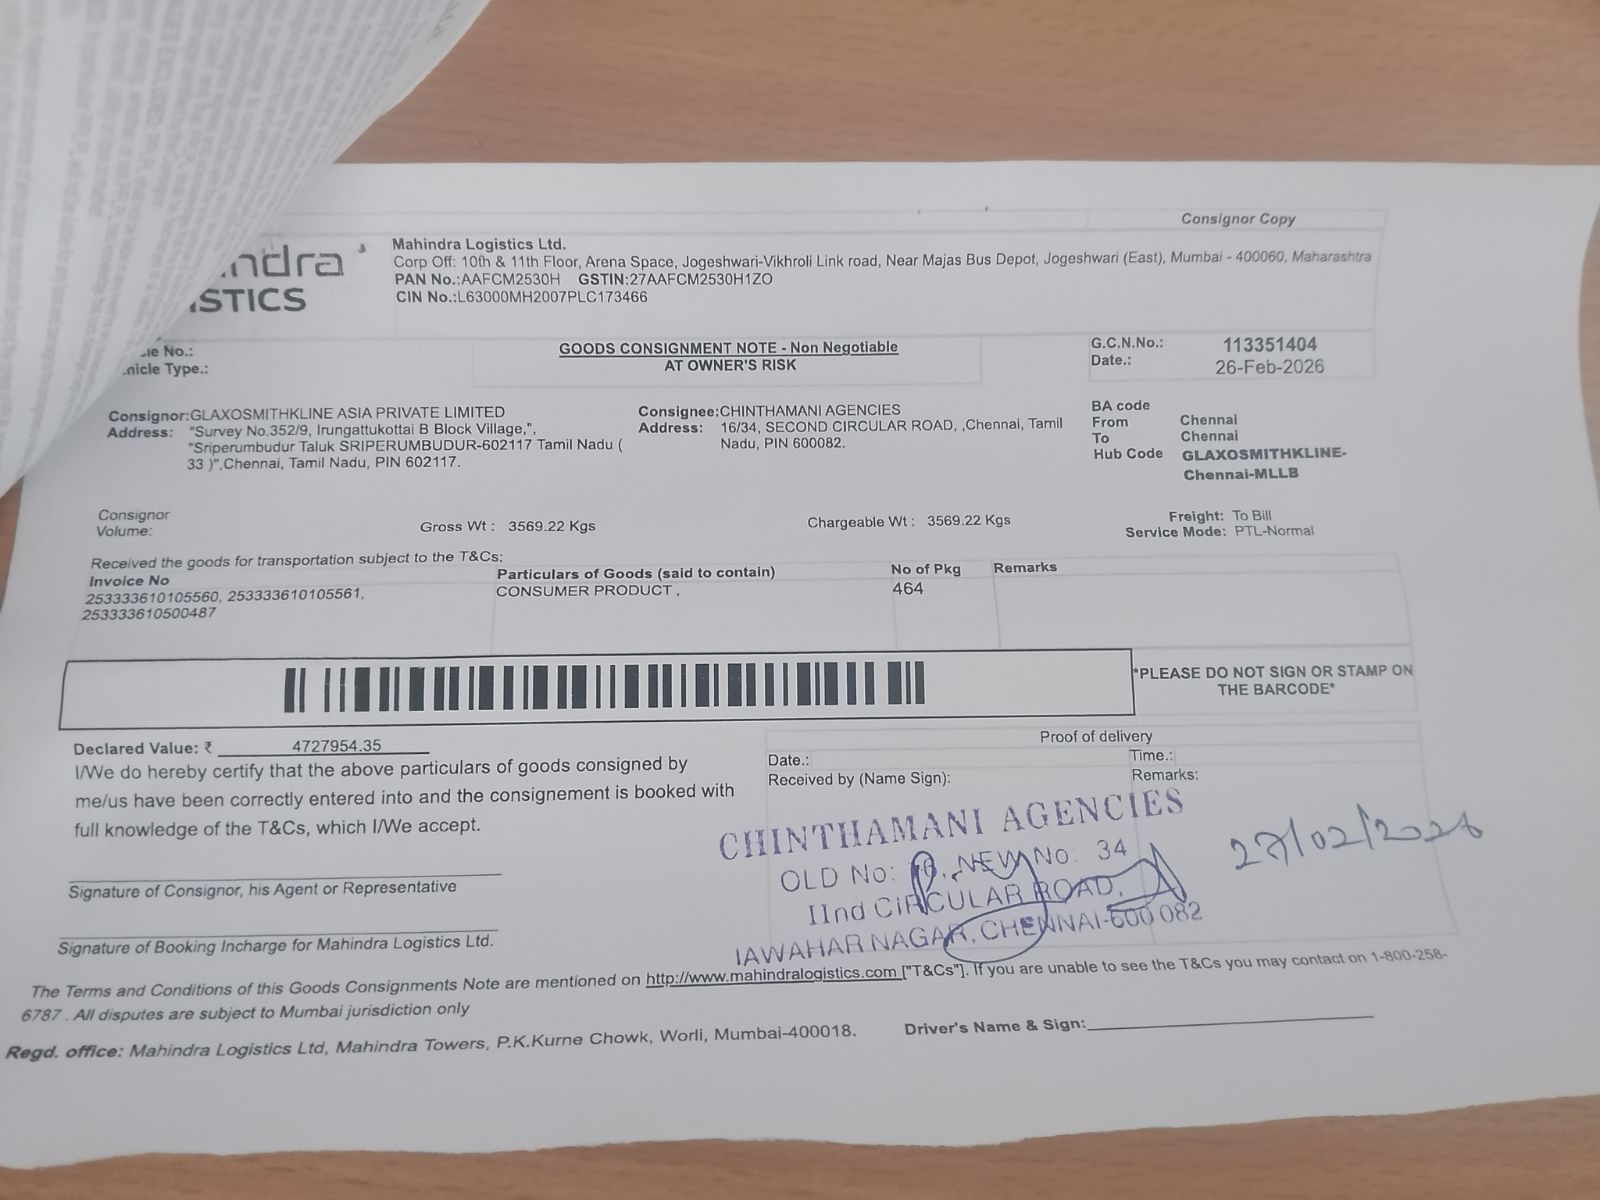 Consignor Copy
ndra
ISTICS
Mahindra Logistics Ltd.
Corp Off: 10th & 11th Floor, Arena Space, Jogeshwari-Vikhroli Link road, Near Majas Bus Depot, Jogeshwari (East), Mumbai - 400060, Maharashtra
PAN No.:AAFCM2530H GSTIN:27AAFCM2530H1ZO
CIN No.:L63000MH2007PLC173466
No.:
nicle Type.:
GOODS CONSIGNMENT NOTE - Non Negotiable
AT OWNER'S RISK
G.C.N.No.: 113351404
Date.: 26-Feb-2026
Consignor:GLAXOSMITHKLINE ASIA PRIVATE LIMITED
Address: "Survey No.352/9, Irungattukottai B Block Village,",
"Sriperumbudur Taluk SRIPERUMBUDUR-602117 Tamil Nadu (
33 )",Chennai, Tamil Nadu, PIN 602117.
Consignee:CHINTHAMANI AGENCIES
Address: 16/34, SECOND CIRCULAR ROAD, ,Chennai, Tamil
Nadu, PIN 600082.
BA code
From Chennai
To Chennai
Hub Code GLAXOSMITHKLINE-
Chennai-MLLB
Consignor
Volume:
Gross Wt : 3569.22 Kgs
Chargeable Wt : 3569.22 Kgs
Freight: To Bill
Service Mode: PTL-Normal
Received the goods for transportation subject to the T&Cs:
Invoice No Particulars of Goods (said to contain) No of Pkg Remarks
253333610105560, 253333610105561, CONSUMER PRODUCT , 464
253333610500487
*PLEASE DO NOT SIGN OR STAMP ON
THE BARCODE*
Declared Value: ₹ 4727954.35
I/We do hereby certify that the above particulars of goods consigned by
me/us have been correctly entered into and the consignement is booked with
full knowledge of the T&Cs, which I/We accept.
Proof of delivery
Date.: Time.:
Received by (Name Sign): Remarks:
CHINTHAMANI AGENCIES
OLD No: NEW No: 34
IInd CIRCULAR ROAD,
JAWAHAR NAGAR, CHENNAI-600 082
27/02/2026
Signature of Consignor, his Agent or Representative
Signature of Booking Incharge for Mahindra Logistics Ltd.
The Terms and Conditions of this Goods Consignments Note are mentioned on http://www.mahindralogistics.com ["T&Cs"]. If you are unable to see the T&Cs you may contact on 1-800-258-
6787 . All disputes are subject to Mumbai jurisdiction only
Regd. office: Mahindra Logistics Ltd, Mahindra Towers, P.K.Kurne Chowk, Worli, Mumbai-400018.
Driver's Name & Sign: